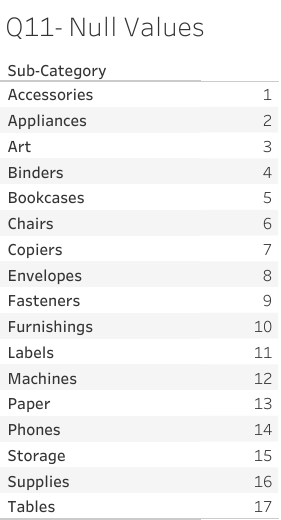 Q11- Null Values
Sub-Category
Accessories 1
Appliances 2
Art 3
Binders 4
Bookcases 5
Chairs 6
Copiers 7
Envelopes 8
Fasteners 9
Furnishings 10
Labels 11
Machines 12
Paper 13
Phones 14
Storage 15
Supplies 16
Tables 17